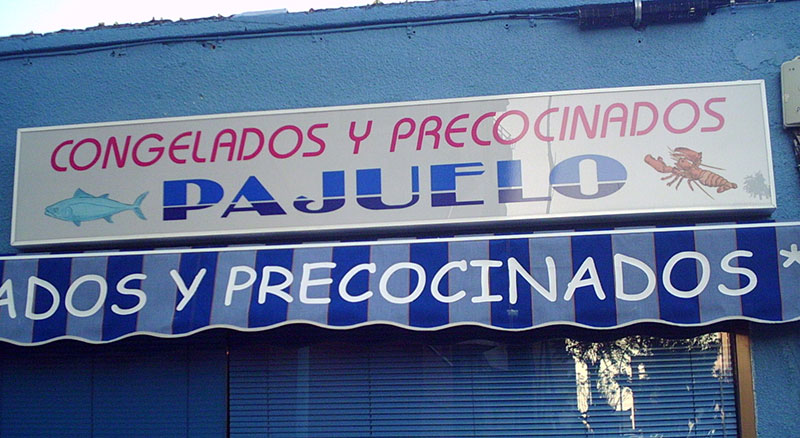 CONGELADOS Y PRECOCINADOS
PAJUELO
ADOS Y PRECOCINADOS *